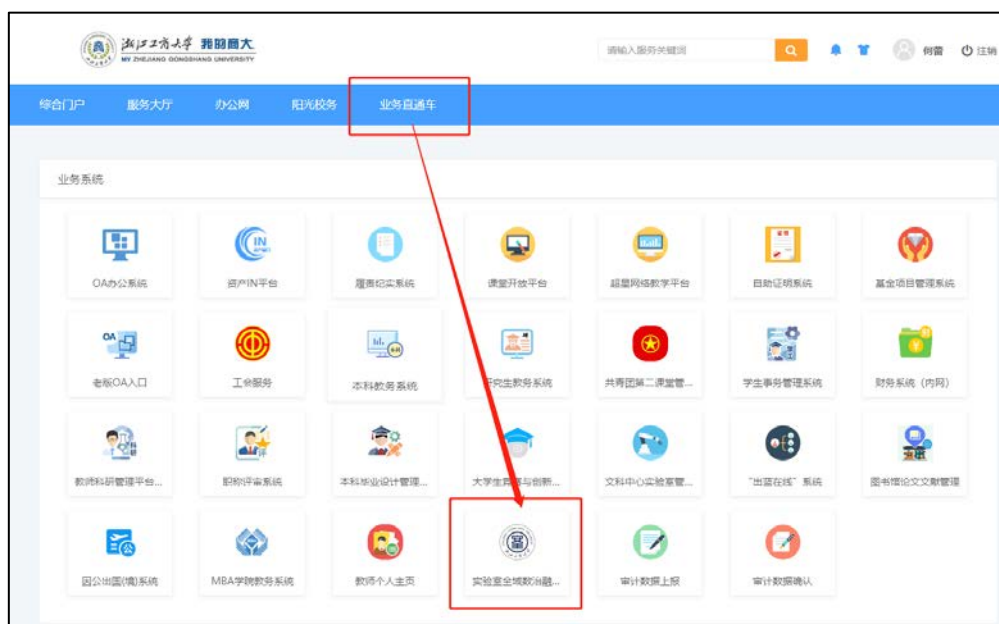 浙江工商大学 我的商大
MY ZHEJIANG GONGSHANG UNIVERSITY
请输入服务关键词
何蕾 注销
综合门户 服务大厅 办公网 阳光校务 业务直通车
业务系统
OA办公系统 资产IN平台 履责纪实系统 课堂开放平台 超星网络教学平台 自助证明系统 基金项目管理系统
老版OA入口 工会服务 本科教务系统 研究生教务系统 共青团第二课堂管... 学生事务管理系统 财务系统（内网）
教师科研管理平台... 职称评审系统 本科毕业设计管理... 大学生竞赛与创新... 文科中心实验室管... “出蓝在线”系统 图书馆论文文献管理
因公出国(境)系统 MBA学院教务系统 教师个人主页 实验室全域数治融... 审计数据上报 审计数据确认